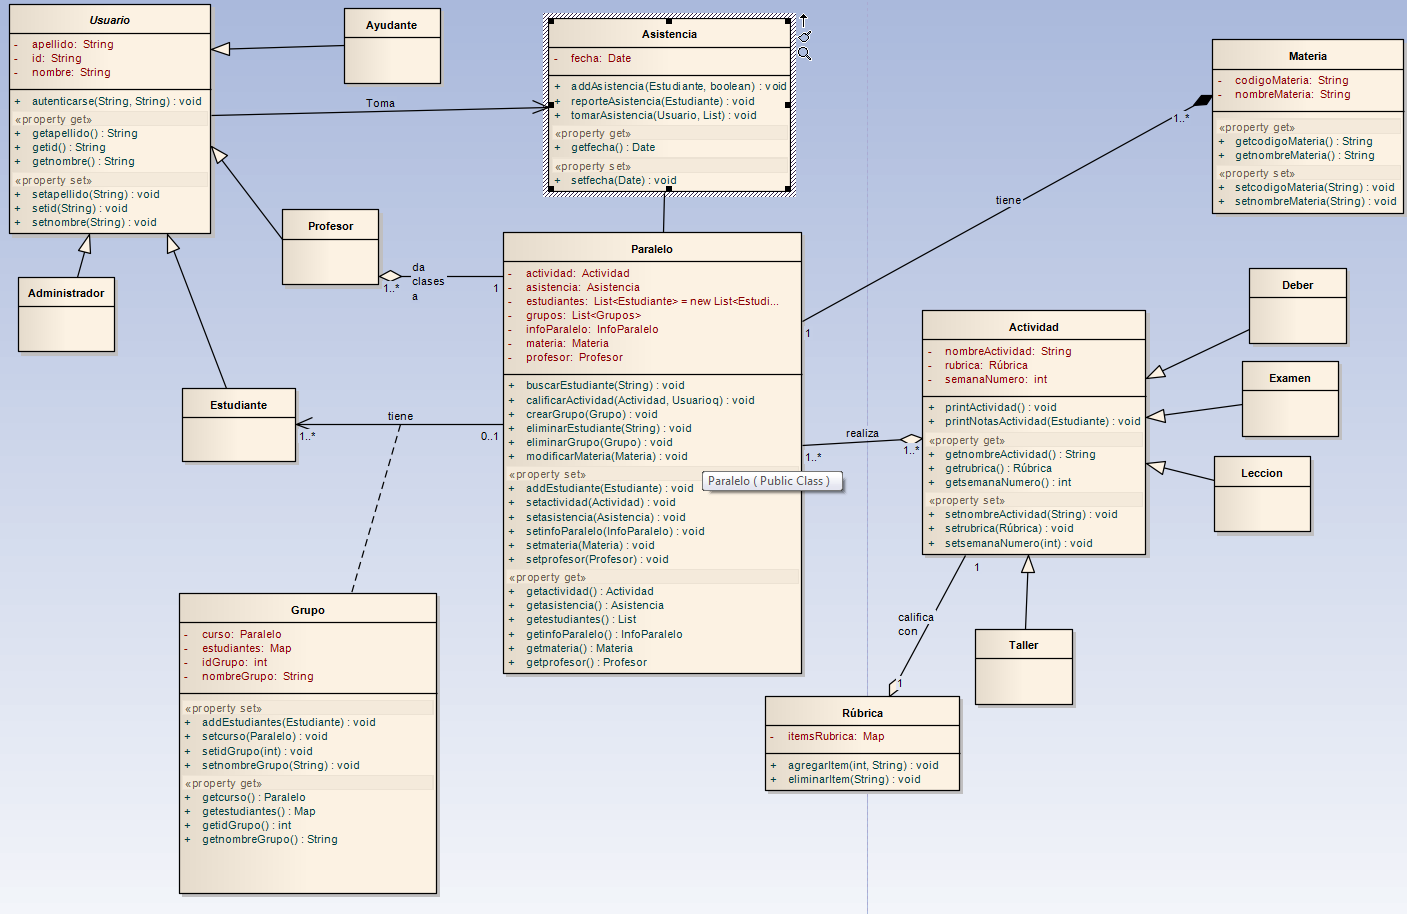 Usuario
- apellido: String
- id: String
- nombre: String
+ autenticarse(String, String) : void
«property get»
+ getapellido() : String
+ getid() : String
+ getnombre() : String
«property set»
+ setapellido(String) : void
+ setid(String) : void
+ setnombre(String) : void
Ayudante
Toma
Asistencia
- fecha: Date
+ addAsistencia(Estudiante, boolean) : void
+ reporteAsistencia(Estudiante) : void
+ tomarAsistencia(Usuario, List) : void
«property get»
+ getfecha() : Date
«property set»
+ setfecha(Date) : void
Materia
- codigoMateria: String
- nombreMateria: String
«property get»
+ getcodigoMateria() : String
+ getnombreMateria() : String
«property set»
+ setcodigoMateria(String) : void
+ setnombreMateria(String) : void
1..*
tiene
1
Profesor
da
clases
a
1..*
1
Administrador
Estudiante
tiene
1..*
0..1
Paralelo
- actividad: Actividad
- asistencia: Asistencia
- estudiantes: List<Estudiante> = new List<Estudi...
- grupos: List<Grupos>
- infoParalelo: InfoParalelo
- materia: Materia
- profesor: Profesor
+ buscarEstudiante(String) : void
+ calificarActividad(Actividad, Usuarioq) : void
+ crearGrupo(Grupo) : void
+ eliminarEstudiante(String) : void
+ eliminarGrupo(Grupo) : void
+ modificarMateria(Materia) : void
«property set»
+ addEstudiante(Estudiante) : void
+ setactividad(Actividad) : void
+ setasistencia(Asistencia) : void
+ setinfoParalelo(InfoParalelo) : void
+ setmateria(Materia) : void
+ setprofesor(Profesor) : void
«property get»
+ getactividad() : Actividad
+ getasistencia() : Asistencia
+ getestudiantes() : List
+ getinfoParalelo() : InfoParalelo
+ getmateria() : Materia
+ getprofesor() : Profesor
Paralelo ( Public Class )
realiza
1..*
1..*
Actividad
- nombreActividad: String
- rubrica: Rúbrica
- semanaNumero: int
+ printActividad() : void
+ printNotasActividad(Estudiante) : void
«property get»
+ getnombreActividad() : String
+ getrubrica() : Rúbrica
+ getsemanaNumero() : int
«property set»
+ setnombreActividad(String) : void
+ setrubrica(Rúbrica) : void
+ setsemanaNumero(int) : void
Deber
Examen
Leccion
Taller
1
califica
con
1
Rúbrica
- itemsRubrica: Map
+ agregarItem(int, String) : void
+ eliminarItem(String) : void
Grupo
- curso: Paralelo
- estudiantes: Map
- idGrupo: int
- nombreGrupo: String
«property set»
+ addEstudiantes(Estudiante) : void
+ setcurso(Paralelo) : void
+ setidGrupo(int) : void
+ setnombreGrupo(String) : void
«property get»
+ getcurso() : Paralelo
+ getestudiantes() : Map
+ getidGrupo() : int
+ getnombreGrupo() : String